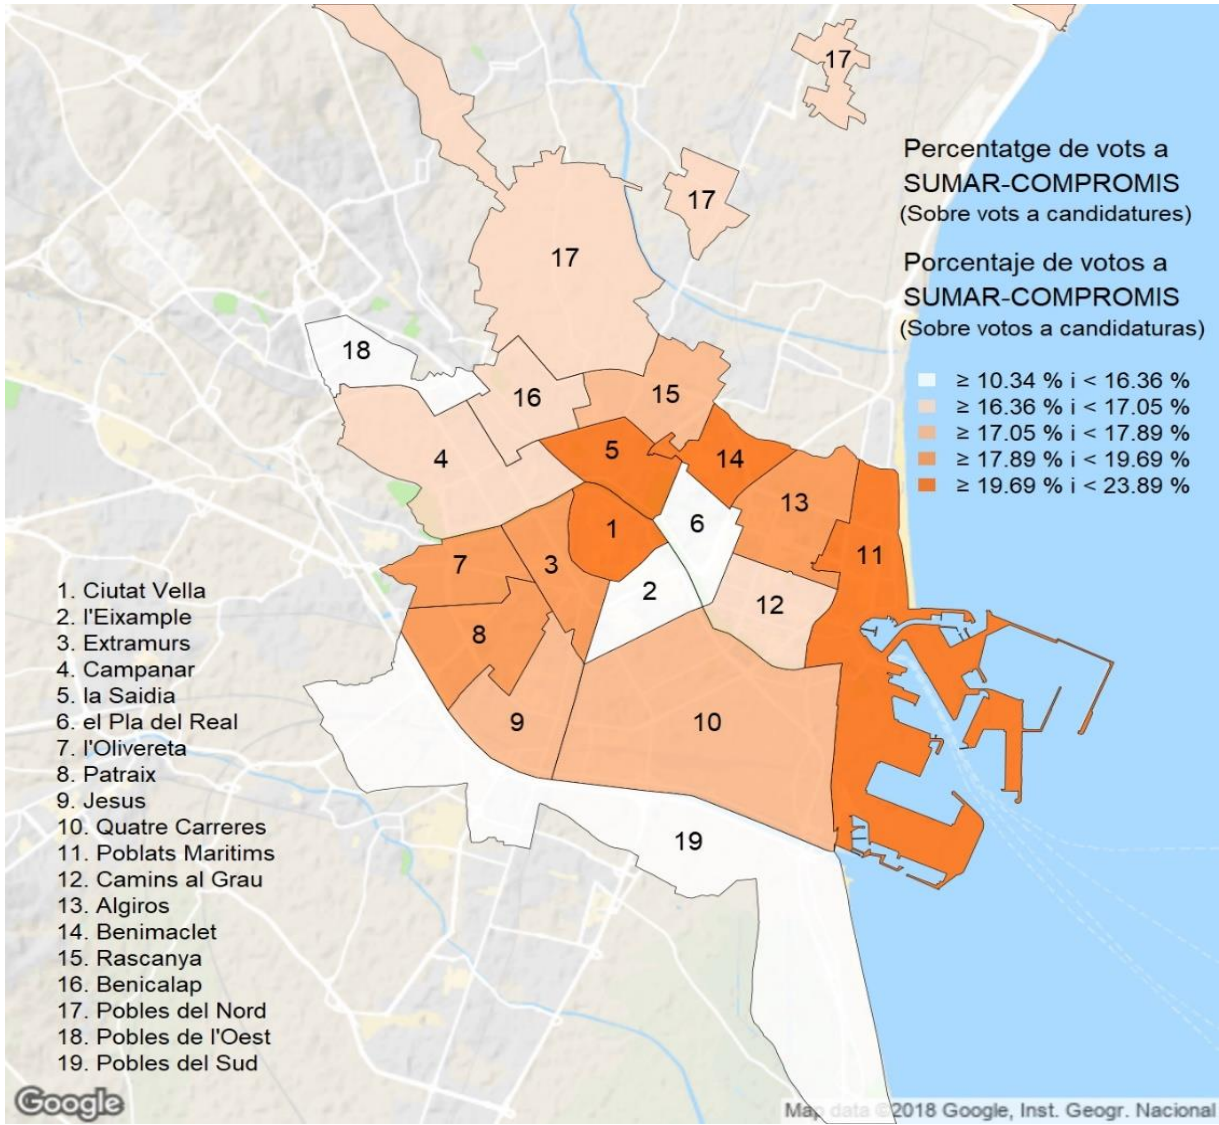 17
Percentatge de vots a
SUMAR-COMPROMIS
(Sobre vots a candidatures)
17
Porcentaje de votos a
SUMAR-COMPROMIS
(Sobre votos a candidaturas)
17
18
≥ 10.34 % i < 16.36 %
≥ 16.36 % i < 17.05 %
≥ 17.05 % i < 17.89 %
≥ 17.89 % i < 19.69 %
≥ 19.69 % i < 23.89 %
16
15
4
5
14
13
6
1
11
7
3
2
12
8
9
10
19
1. Ciutat Vella
2. l'Eixample
3. Extramurs
4. Campanar
5. la Saidia
6. el Pla del Real
7. l'Olivereta
8. Patraix
9. Jesus
10. Quatre Carreres
11. Poblats Maritims
12. Camins al Grau
13. Algiros
14. Benimaclet
15. Rascanya
16. Benicalap
17. Pobles del Nord
18. Pobles de l'Oest
19. Pobles del Sud
Google
Map data ©2018 Google, Inst. Geogr. Nacional